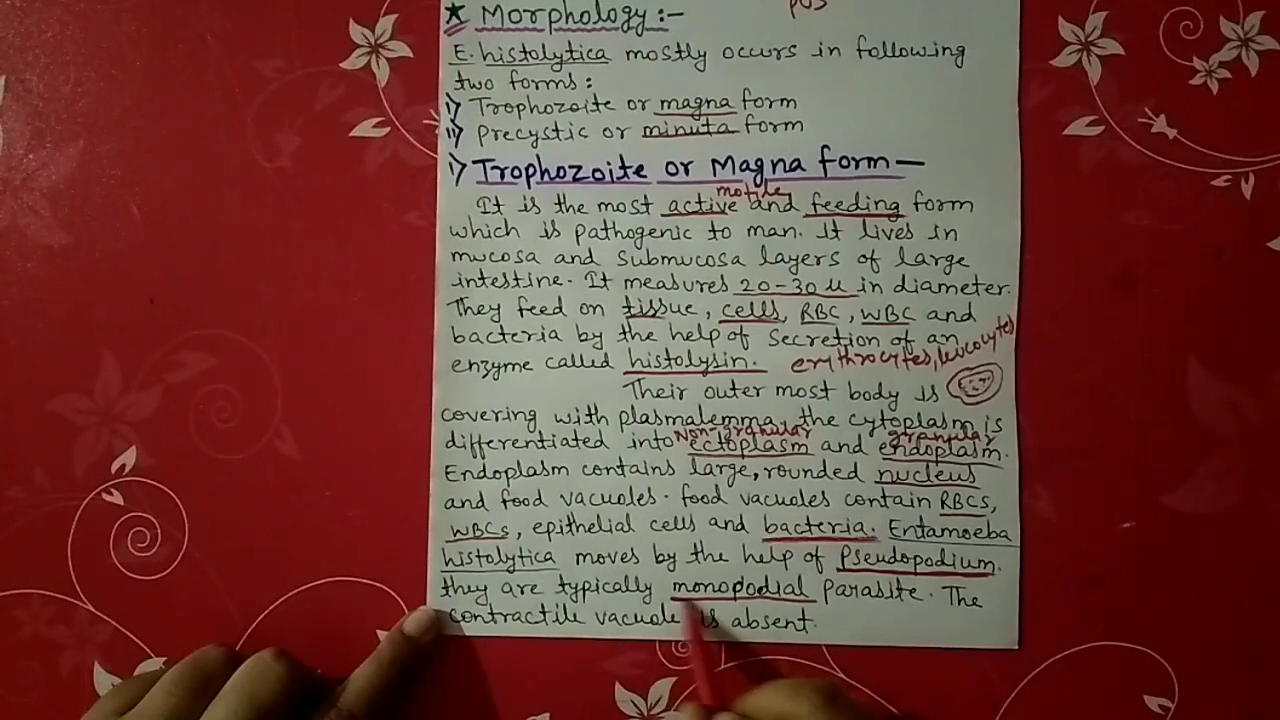 pus
★ Morphology:-
E. histolytica mostly occurs in following
two forms:
i) Trophozoite or magna form
ii) Precystic or minuta form
i) Trophozoite or Magna form—
motile
It is the most active and feeding form
which is pathogenic to man. It lives in
mucosa and submucosa layers of large
intestine. It measures 20-30 μ in diameter.
They feed on tissue, cells, RBC, WBC and
bacteria by the help of secretion of an
enzyme called histolysin. erythrocytes, leucocytes
Their outer most body is
covering with plasmalemma, the cytoplasm is
Non-granular granular
differentiated into ectoplasm and endoplasm.
Endoplasm contains large, rounded nucleus
and food vacuoles. food vacuoles contain RBCs,
WBCs, epithelial cells and bacteria. Entamoeba
histolytica moves by the help of Pseudopodium.
they are typically monopodial parasite. The
contractile vacuole is absent.